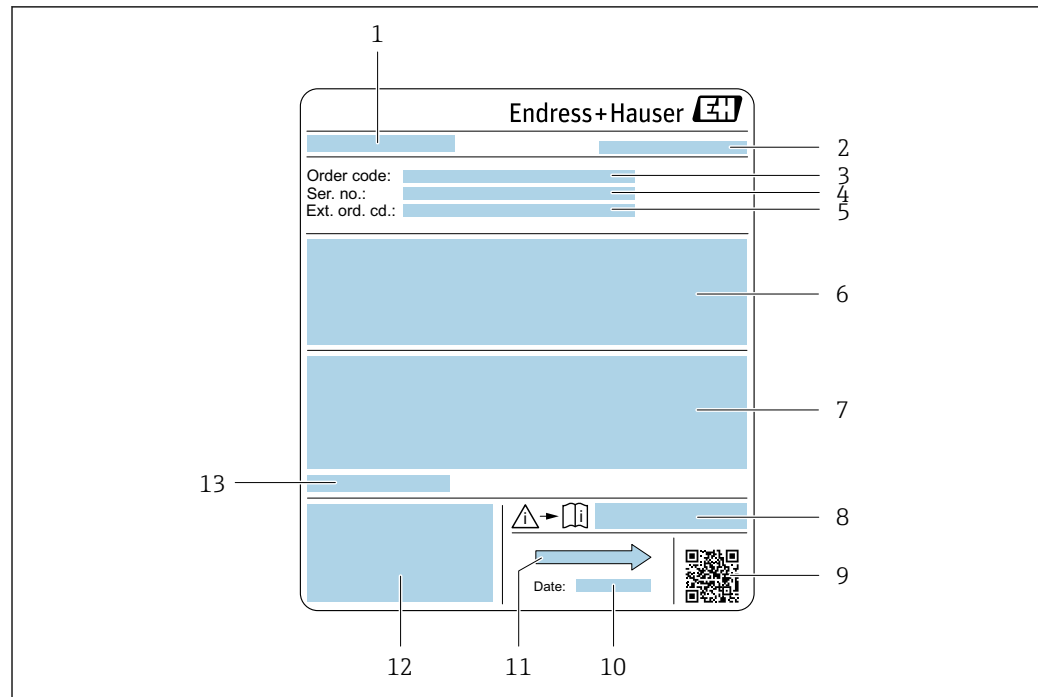 1
Endress+Hauser EH
2
Order code:
3
Ser. no.:
4
Ext. ord. cd.:
5
6
7
13
i i
8
9
Date:
12
11
10